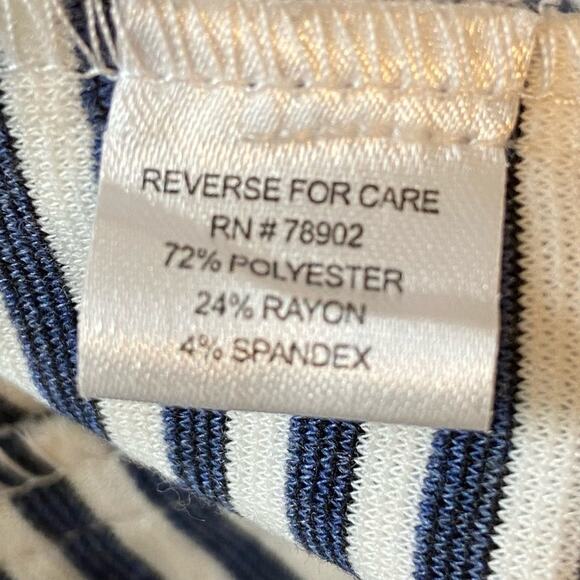 REVERSE FOR CARE
RN # 78902
72% POLYESTER
24% RAYON
4% SPANDEX